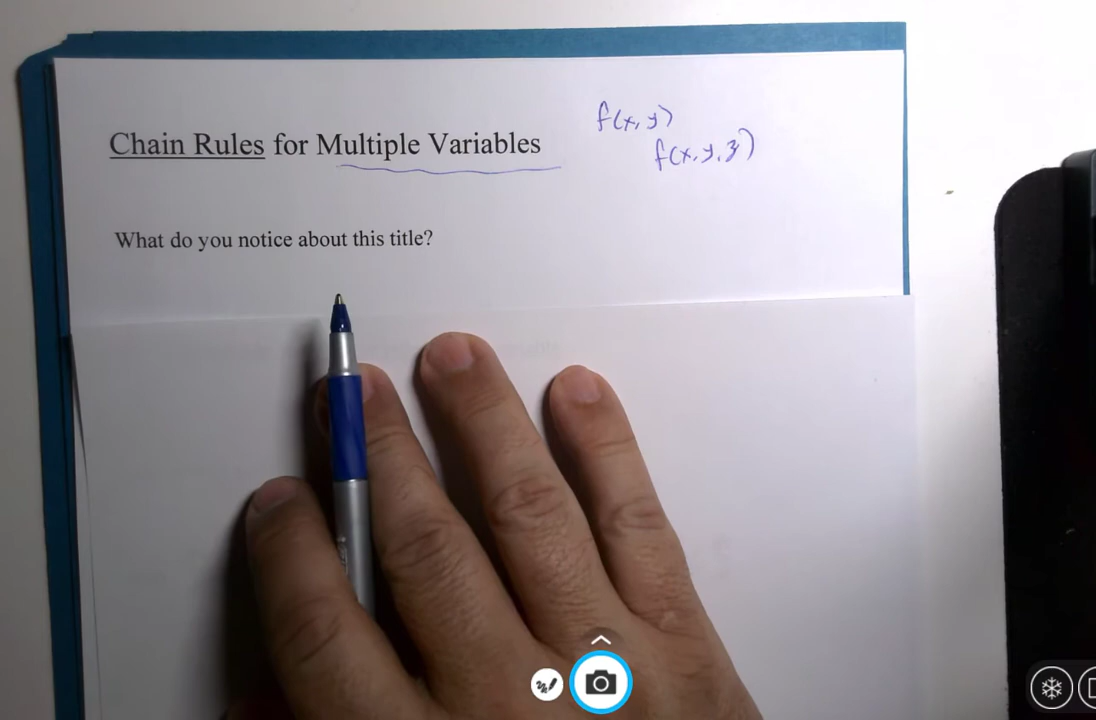 f(x, y)
Chain Rules for Multiple Variables
f(x, y, z)
What do you notice about this title?